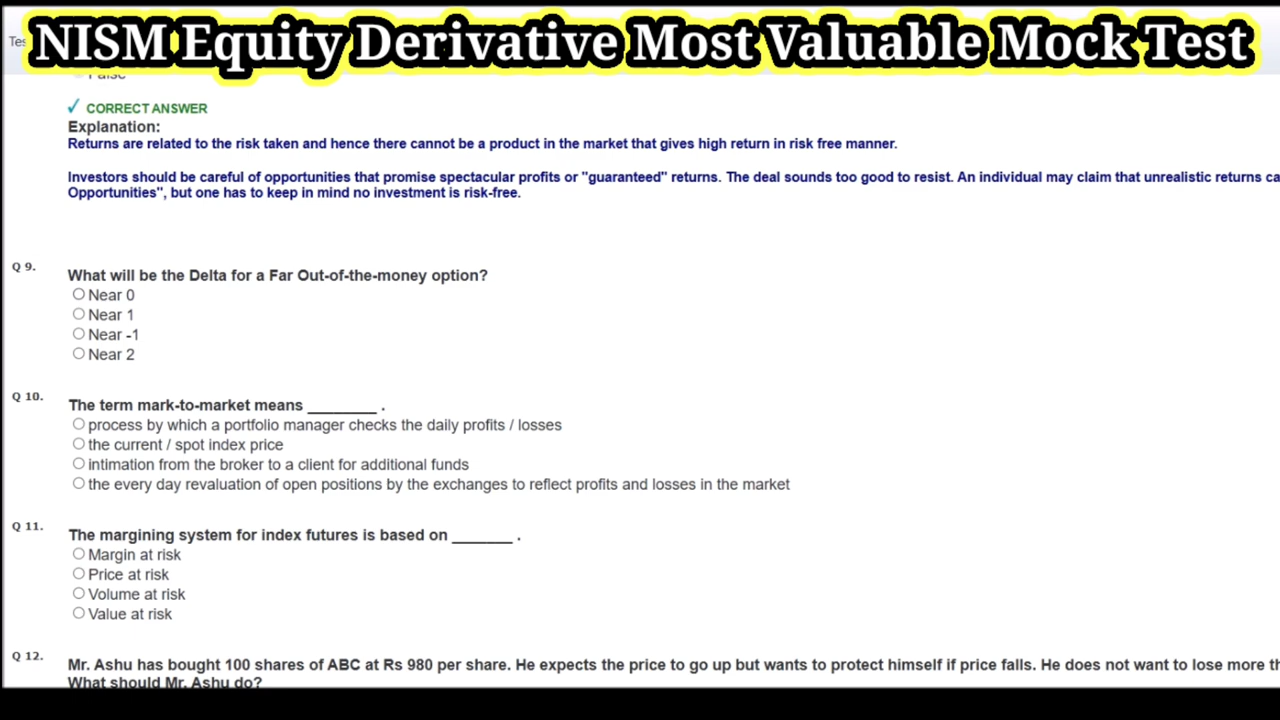 NISM Equity Derivative Most Valuable Mock Test
Tes
False
✓ CORRECT ANSWER
Explanation:
Returns are related to the risk taken and hence there cannot be a product in the market that gives high return in risk free manner.
Investors should be careful of opportunities that promise spectacular profits or "guaranteed" returns. The deal sounds too good to resist. An individual may claim that unrealistic returns ca
Opportunities", but one has to keep in mind no investment is risk-free.
Q 9. What will be the Delta for a Far Out-of-the-money option?
Near 0
Near 1
Near -1
Near 2
Q 10. The term mark-to-market means ________ .
process by which a portfolio manager checks the daily profits / losses
the current / spot index price
intimation from the broker to a client for additional funds
the every day revaluation of open positions by the exchanges to reflect profits and losses in the market
Q 11. The margining system for index futures is based on _______ .
Margin at risk
Price at risk
Volume at risk
Value at risk
Q 12. Mr. Ashu has bought 100 shares of ABC at Rs 980 per share. He expects the price to go up but wants to protect himself if price falls. He does not want to lose more th
What should Mr. Ashu do?